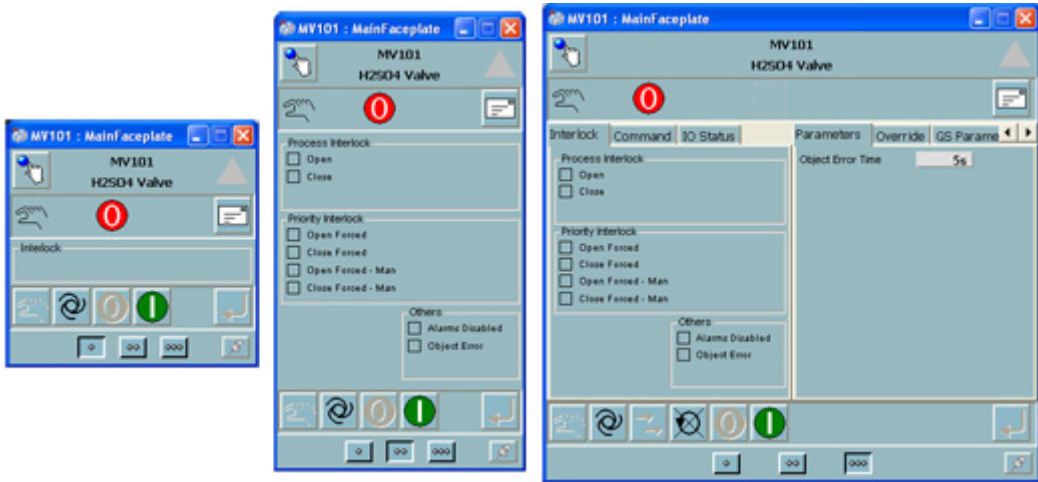 MV101 : MainFaceplate
MV101
H2SO4 Valve
Interlock
MV101 : MainFaceplate
MV101
H2SO4 Valve
Process Interlock
Open
Close
Priority Interlock
Open Forced
Close Forced
Open Forced - Man
Close Forced - Man
Others
Alarms Disabled
Object Error
MV101 : MainFaceplate
MV101
H2SO4 Valve
Interlock Command IO Status
Process Interlock
Open
Close
Priority Interlock
Open Forced
Close Forced
Open Forced - Man
Close Forced - Man
Others
Alarms Disabled
Object Error
Parameters Override GS Parame
Object Error Time 5s